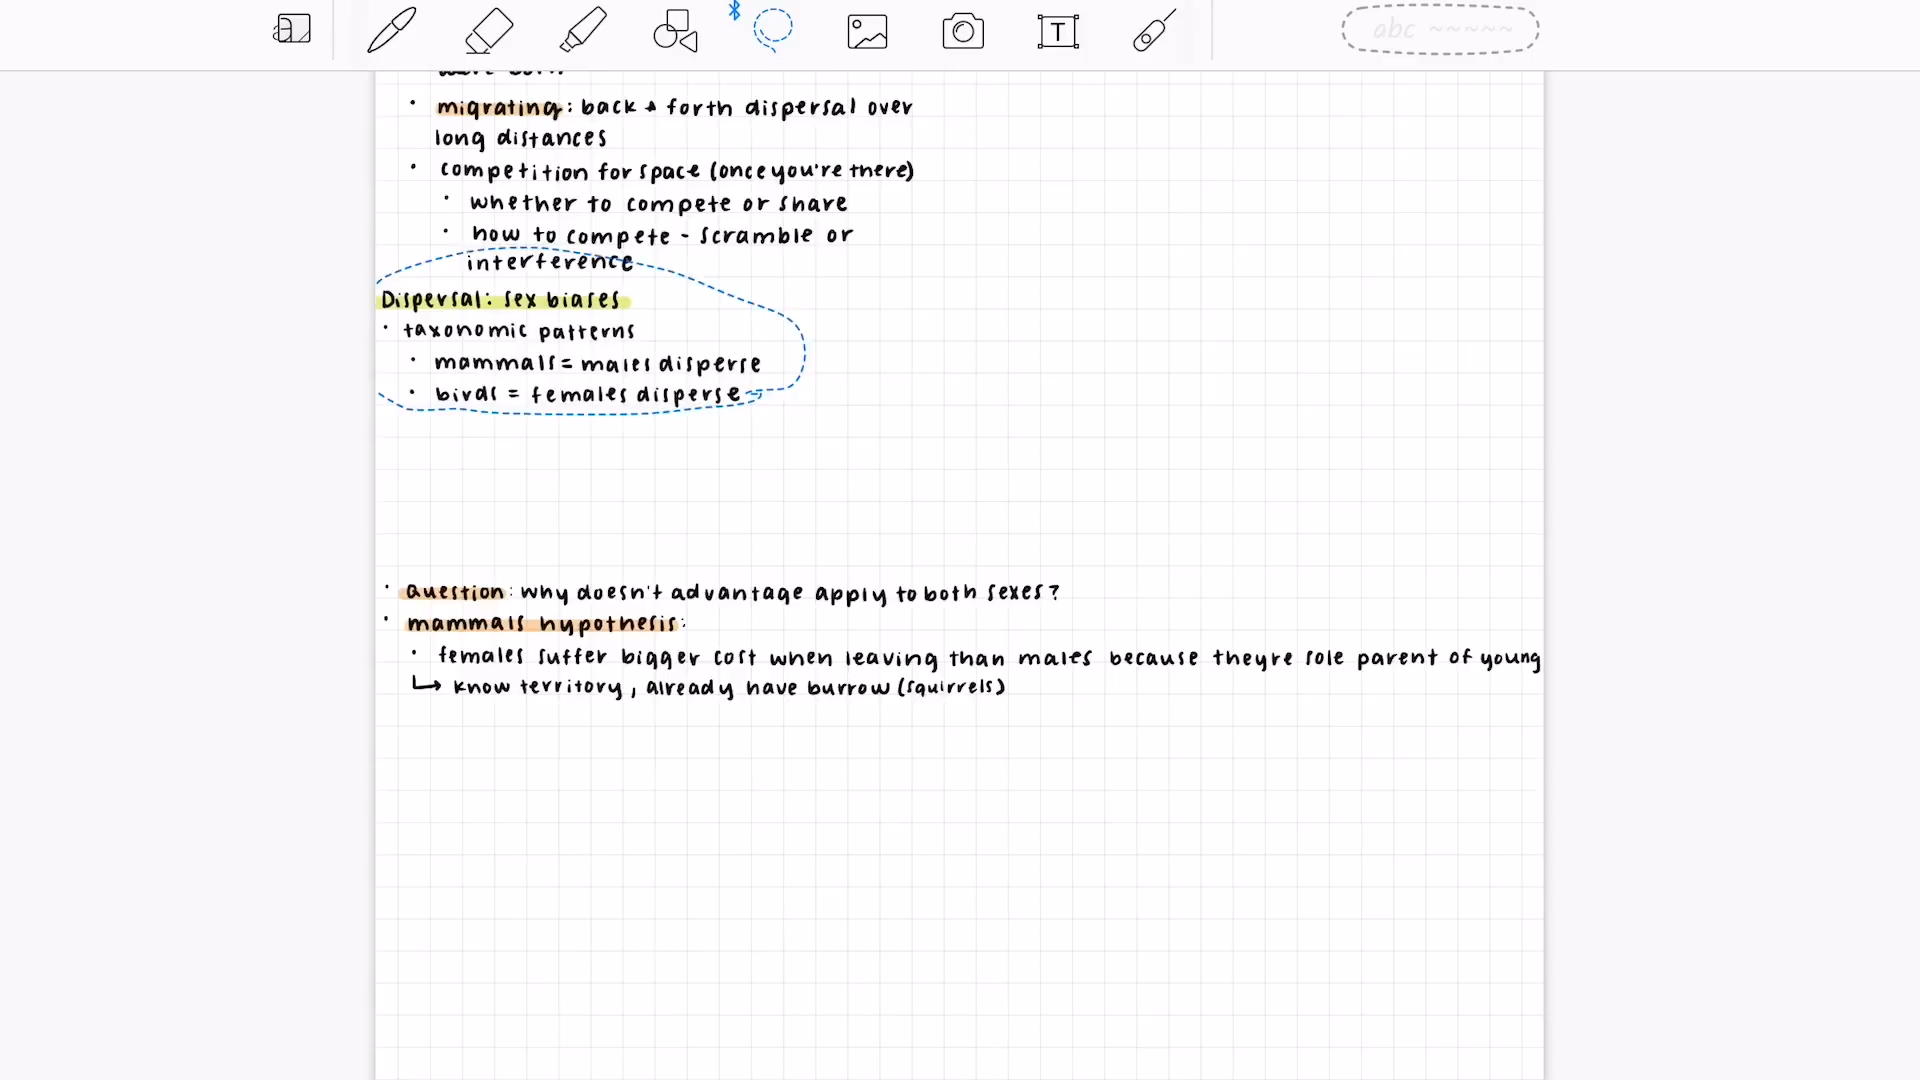 abc ~~~~~
• migrating: back & forth dispersal over
long distances
• competition for space (once you're there)
• whether to compete or share
• how to compete - scramble or
interference
Dispersal: sex biases
• taxonomic patterns
• mammals = males disperse
• birds = females disperse
• Question: why doesn't advantage apply to both sexes?
• mammals hypothesis:
• females suffer bigger cost when leaving than males because theyre sole parent of young
↳ know territory, already have burrow (squirrels)